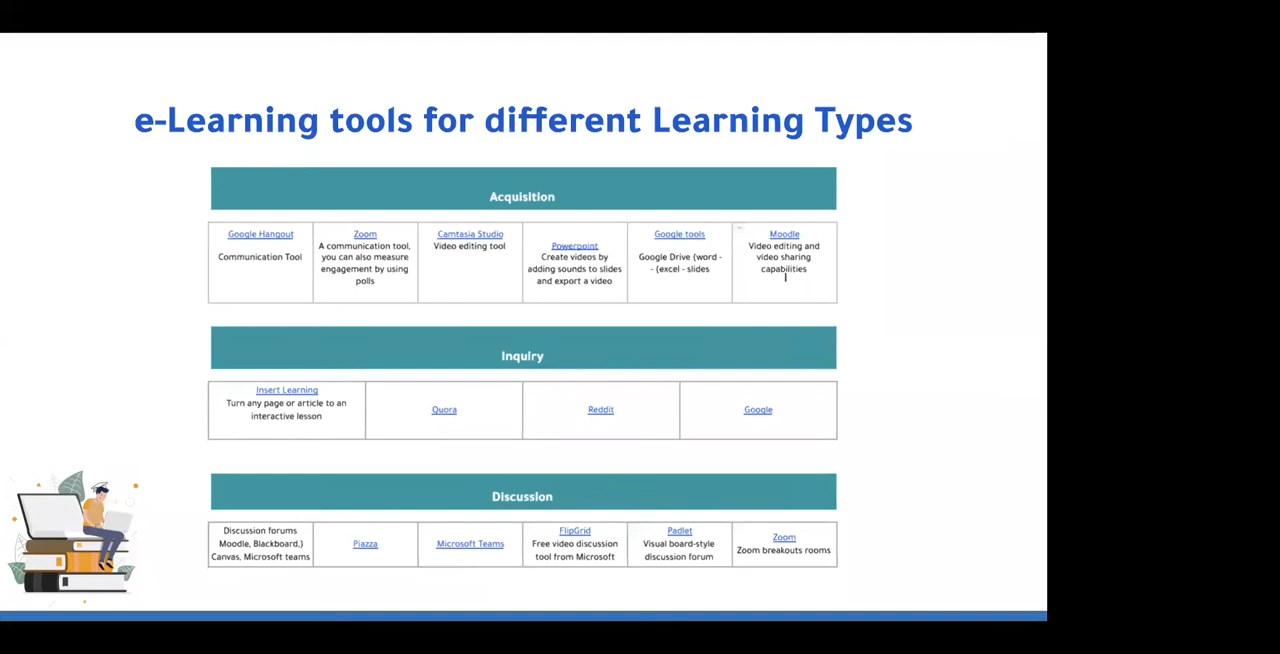 e-Learning tools for different Learning Types
Acquisition
Google Hangout
Communication Tool
Zoom
A communication tool,
you can also measure
engagement by using
polls
Camtasia Studio
Video editing tool
Powerpoint
Create videos by
adding sounds to slides
and export a video
Google tools
Google Drive (word -
- (excel - slides
Moodle
Video editing and
video sharing
capabilities
Inquiry
Insert Learning
Turn any page or article to an
interactive lesson
Quora
Reddit
Google
Discussion
Discussion forums
Moodle, Blackboard,)
Canvas, Microsoft teams
Piazza
Microsoft Teams
FlipGrid
Free video discussion
tool from Microsoft
Padlet
Visual board-style
discussion forum
Zoom
Zoom breakouts rooms